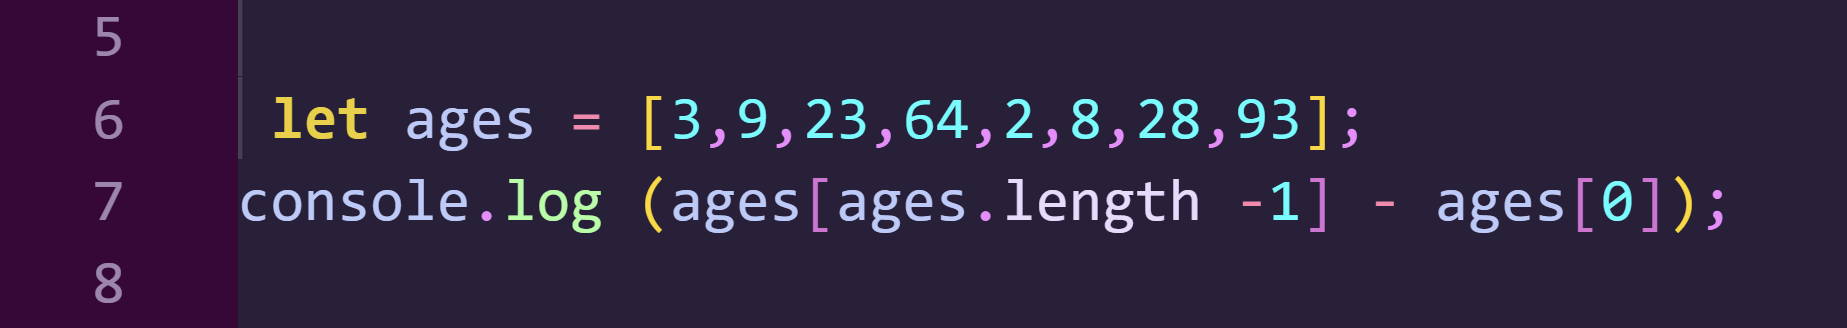 5
6 let ages = [3,9,23,64,2,8,28,93];
7 console.log (ages[ages.length -1] - ages[0]);
8